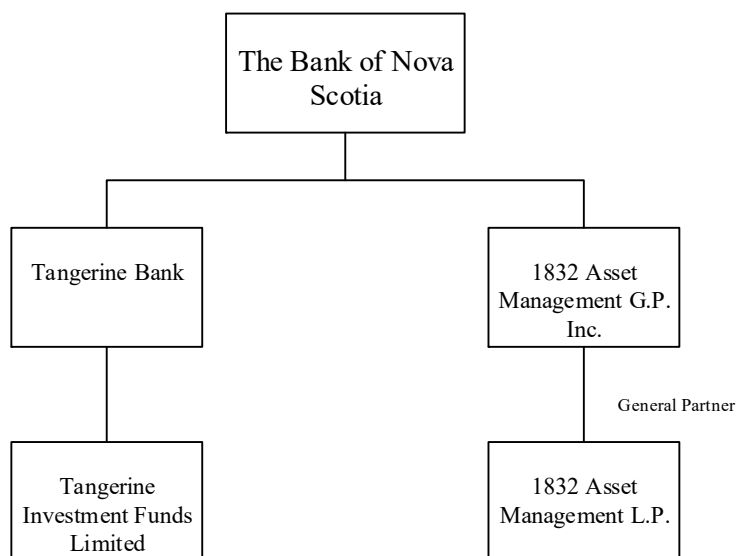 The Bank of Nova
Scotia
Tangerine Bank
1832 Asset
Management G.P.
Inc.
General Partner
Tangerine
Investment Funds
Limited
1832 Asset
Management L.P.